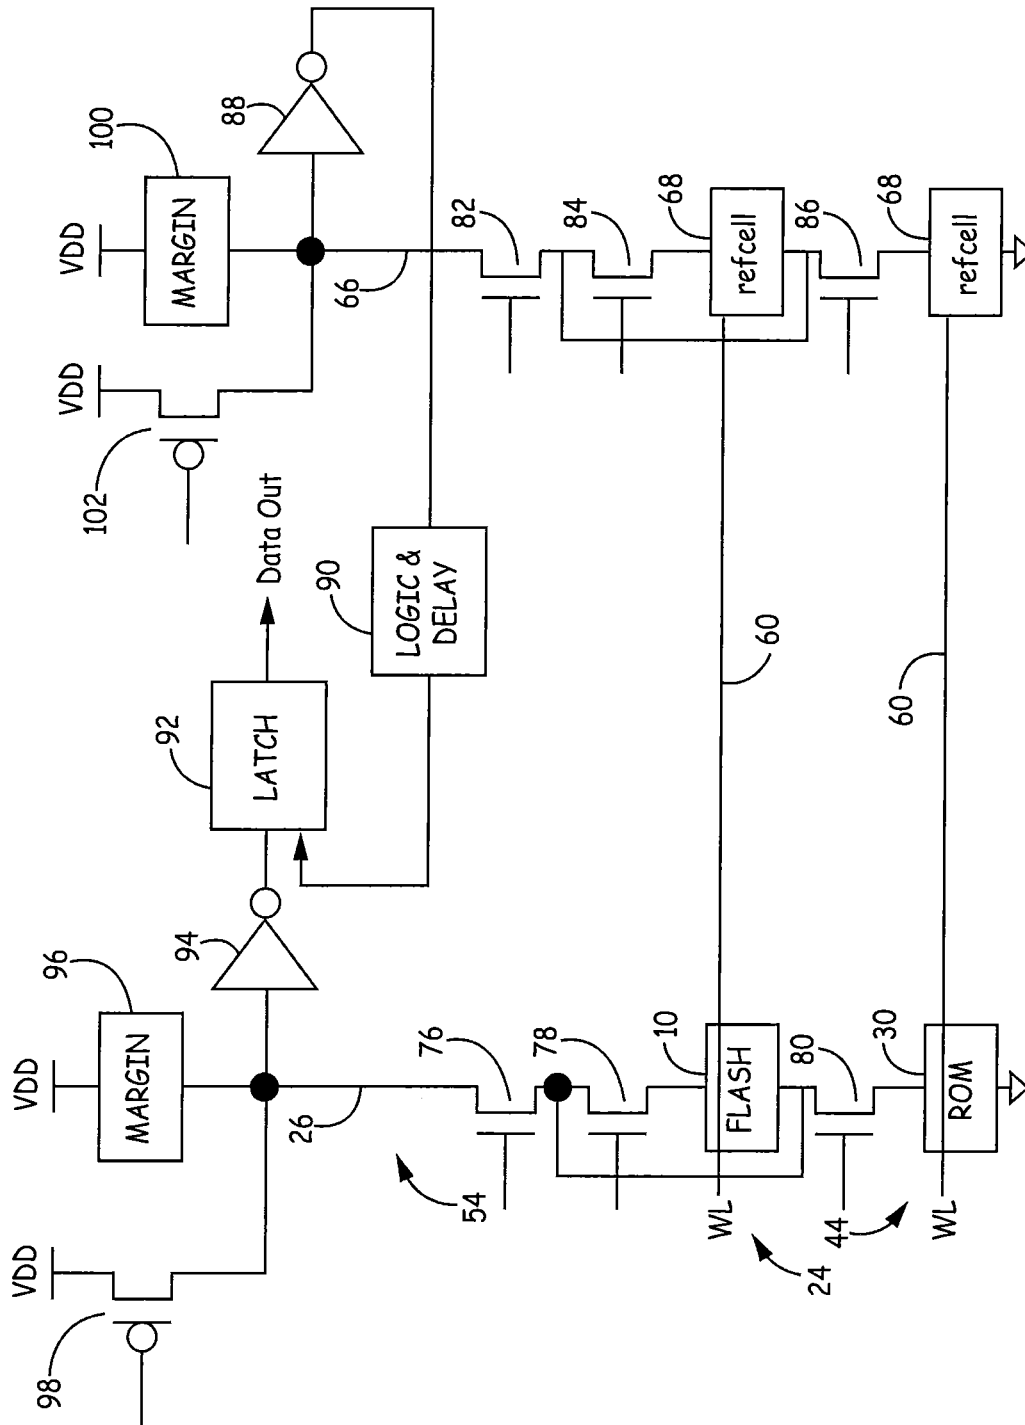 VDD
98
VDD
MARGIN
96
26
54
76
78
WL
24
FLASH
10
44
80
WL
ROM
30
94
LATCH
92
Data Out
LOGIC &
DELAY
90
60
60
102
VDD
VDD
MARGIN
100
88
66
82
84
refcell
68
86
refcell
68